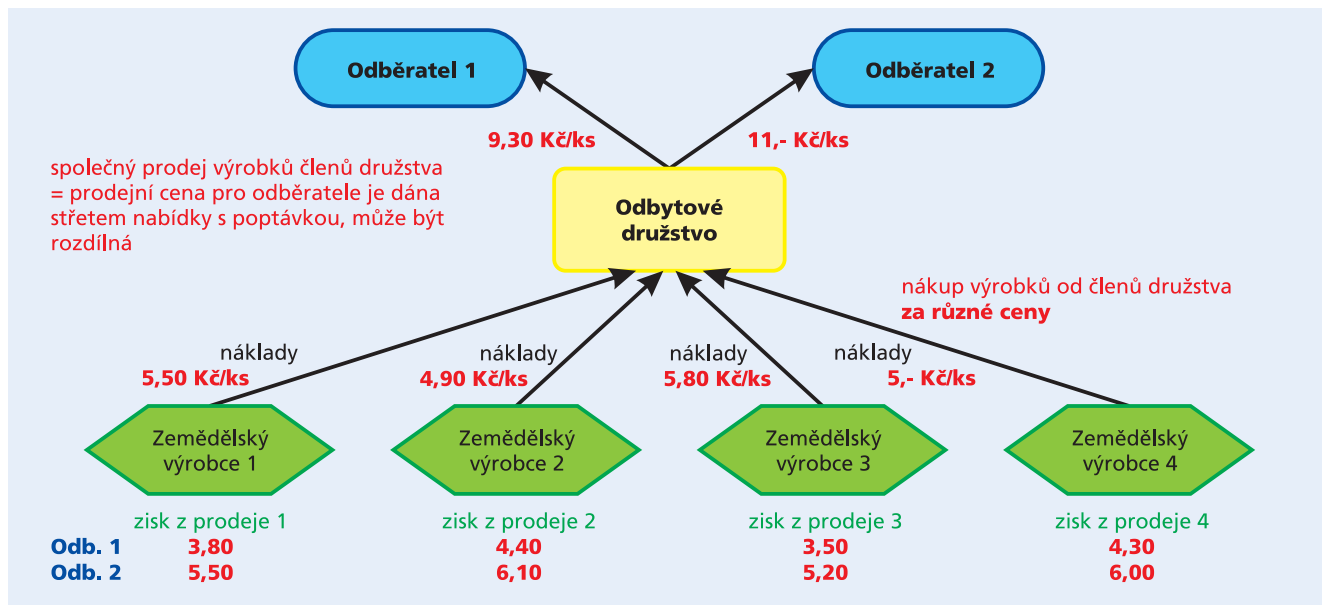 Odběratel 1
Odběratel 2
9,30 Kč/ks
11,- Kč/ks
společný prodej výrobků členů družstva
= prodejní cena pro odběratele je dána
střetem nabídky s poptávkou, může být
rozdílná
Odbytové
družstvo
nákup výrobků od členů družstva
za různé ceny
náklady
5,50 Kč/ks
náklady
4,90 Kč/ks
náklady
5,80 Kč/ks
náklady
5,- Kč/ks
Zemědělský
výrobce 1
Zemědělský
výrobce 2
Zemědělský
výrobce 3
Zemědělský
výrobce 4
zisk z prodeje 1
zisk z prodeje 2
zisk z prodeje 3
zisk z prodeje 4
Odb. 1 3,80 4,40 3,50 4,30
Odb. 2 5,50 6,10 5,20 6,00